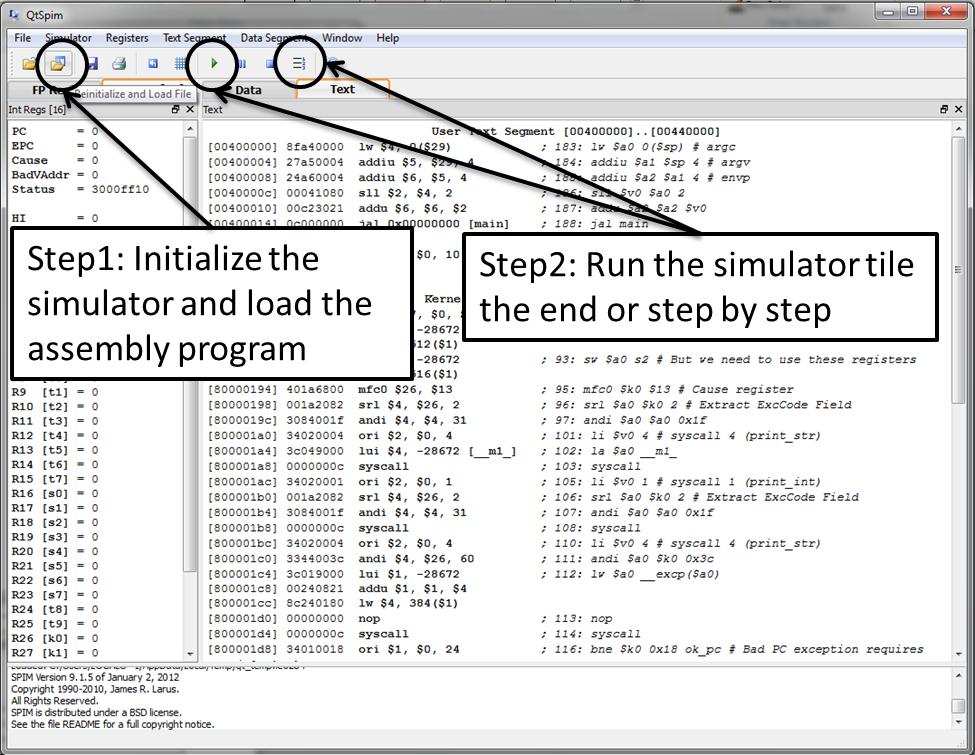 QtSpim
File Simulator Registers Text Segment Data Segment Window Help
FP Re
Data
Text
Reinitialize and Load File
Int Regs [16]
Text
PC = 0
EPC = 0
Cause = 0
BadVAddr = 0
Status = 3000ff10
HI = 0
Step1: Initialize the
simulator and load the
assembly program
R9 [t1] = 0
R10 [t2] = 0
R11 [t3] = 0
R12 [t4] = 0
R13 [t5] = 0
R14 [t6] = 0
R15 [t7] = 0
R16 [s0] = 0
R17 [s1] = 0
R18 [s2] = 0
R19 [s3] = 0
R20 [s4] = 0
R21 [s5] = 0
R22 [s6] = 0
R23 [s7] = 0
R24 [t8] = 0
R25 [t9] = 0
R26 [k0] = 0
R27 [k1] = 0
User Text Segment [00400000]..[00440000]
[00400000] 8fa40000 lw $4, 0($29) ; 183: lw $a0 0($sp) # argc
[00400004] 27a50004 addiu $5, $29, 4 ; 184: addiu $a1 $sp 4 # argv
[00400008] 24a60004 addiu $6, $5, 4 ; 185: addiu $a2 $a1 4 # envp
[0040000c] 00041080 sll $2, $4, 2 ; 186: sll $v0 $a0 2
[00400010] 00c23021 addu $6, $6, $2 ; 187: addu $a2 $a2 $v0
[00400014] 0c000000 jal 0x00000000 [main] ; 188: jal main
$0, 10
Step2: Run the simulator tile
the end or step by step
Kerne
, $0,
-28672
512($1)
-28672 ; 93: sw $a0 s2 # But we need to use these registers
516($1)
[80000194] 401a6800 mfc0 $26, $13 ; 95: mfc0 $k0 $13 # Cause register
[80000198] 001a2082 srl $4, $26, 2 ; 96: srl $a0 $k0 2 # Extract ExcCode Field
[8000019c] 3084001f andi $4, $4, 31 ; 97: andi $a0 $a0 0x1f
[800001a0] 34020004 ori $2, $0, 4 ; 101: li $v0 4 # syscall 4 (print_str)
[800001a4] 3c049000 lui $4, -28672 [__m1_] ; 102: la $a0 __m1_
[800001a8] 0000000c syscall ; 103: syscall
[800001ac] 34020001 ori $2, $0, 1 ; 105: li $v0 1 # syscall 1 (print_int)
[800001b0] 001a2082 srl $4, $26, 2 ; 106: srl $a0 $k0 2 # Extract ExcCode Field
[800001b4] 3084001f andi $4, $4, 31 ; 107: andi $a0 $a0 0x1f
[800001b8] 0000000c syscall ; 108: syscall
[800001bc] 34020004 ori $2, $0, 4 ; 110: li $v0 4 # syscall 4 (print_str)
[800001c0] 3344003c andi $4, $26, 60 ; 111: andi $a0 $k0 0x3c
[800001c4] 3c019000 lui $1, -28672 ; 112: lw $a0 __excp($a0)
[800001c8] 00240821 addu $1, $1, $4
[800001cc] 8c240180 lw $4, 384($1)
[800001d0] 00000000 nop ; 113: nop
[800001d4] 0000000c syscall ; 114: syscall
[800001d8] 34010018 ori $1, $0, 24 ; 116: bne $k0 0x18 ok_pc # Bad PC exception requires
SPIM Version 9.1.5 of January 2, 2012
Copyright 1990-2010, James R. Larus.
All Rights Reserved.
SPIM is distributed under a BSD license.
See the file README for a full copyright notice.